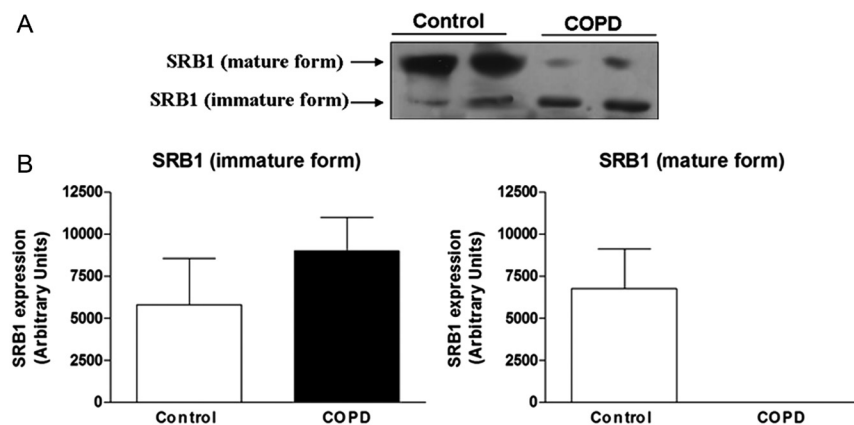 A
Control COPD
SRB1 (mature form)
SRB1 (immature form)
B
SRB1 (immature form)
SRB1 expression
(Arbitrary Units)
12500
10000
7500
5000
2500
0
Control COPD
SRB1 (mature form)
SRB1 expression
(Arbitrary Units)
12500
10000
7500
5000
2500
0
Control COPD